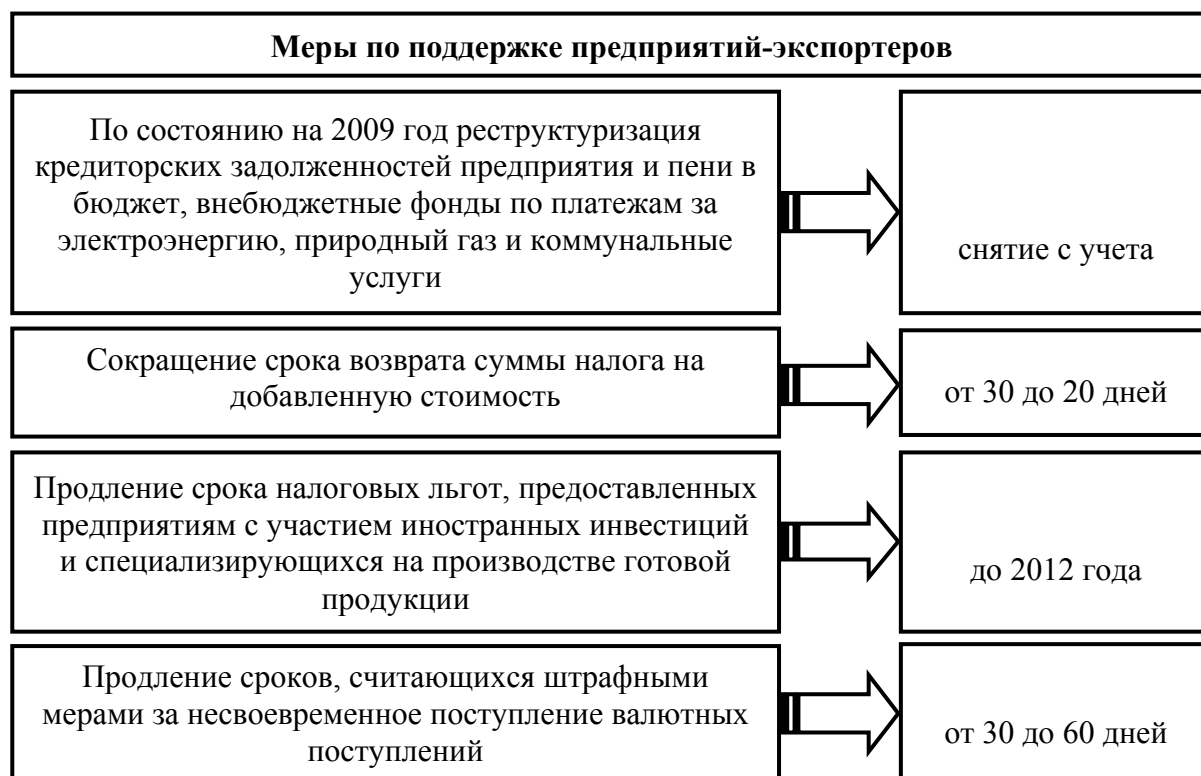 Меры по поддержке предприятий-экспортеров
По состоянию на 2009 год реструктуризация
кредиторских задолженностей предприятия и пени в
бюджет, внебюджетные фонды по платежам за
электроэнергию, природный газ и коммунальные
услуги
снятие с учета
Сокращение срока возврата суммы налога на
добавленную стоимость
от 30 до 20 дней
Продление срока налоговых льгот, предоставленных
предприятиям с участием иностранных инвестиций
и специализирующихся на производстве готовой
продукции
до 2012 года
Продление сроков, считающихся штрафными
мерами за несвоевременное поступление валютных
поступлений
от 30 до 60 дней